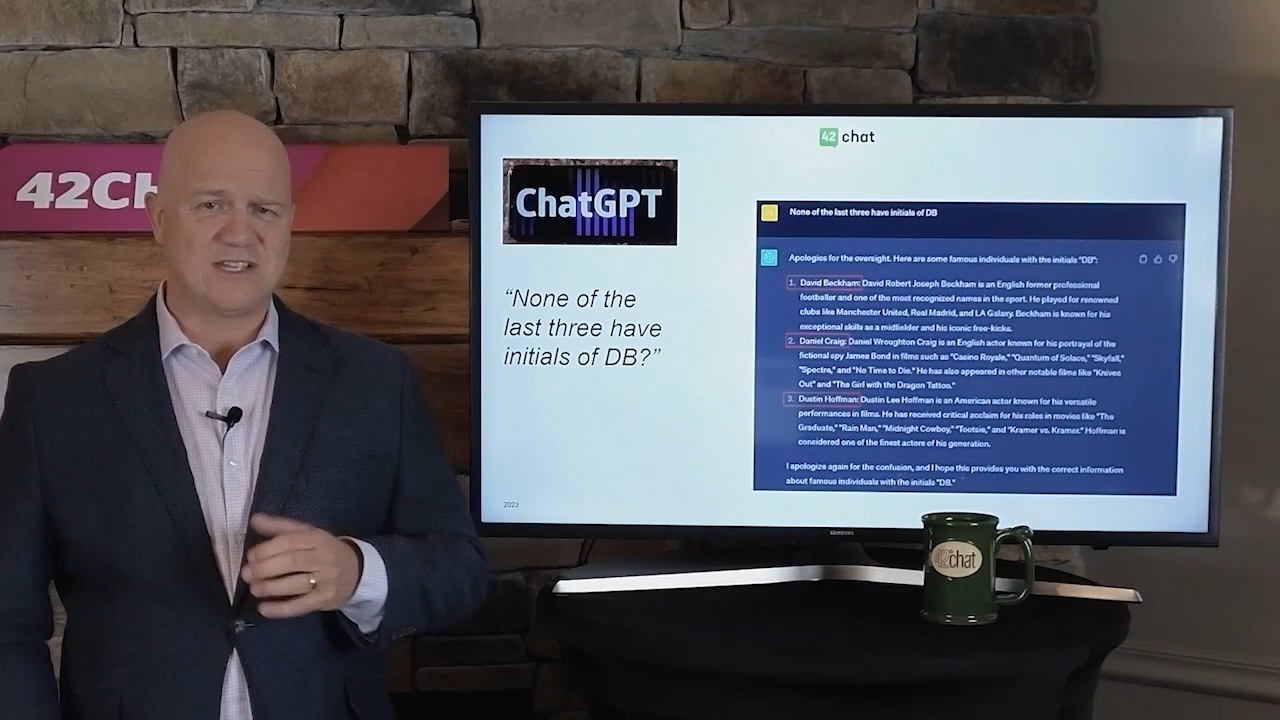 42Ch
42 chat
ChatGPT
“None of the
last three have
initials of DB?”
None of the last three have initials of DB
Apologies for the oversight. Here are some famous individuals with the initials "DB":
1. David Beckham: David Robert Joseph Beckham is an English former professional
footballer and one of the most recognized names in the sport. He played for renowned
clubs like Manchester United, Real Madrid, and LA Galaxy. Beckham is known for his
exceptional skills as a midfielder and his iconic free-kicks.
2. Daniel Craig: Daniel Wroughton Craig is an English actor known for his portrayal of the
fictional spy James Bond in films such as "Casino Royale," "Quantum of Solace," "Skyfall,"
"Spectre," and "No Time to Die." He has also appeared in other notable films like "Knives
Out" and "The Girl with the Dragon Tattoo."
3. Dustin Hoffman: Dustin Lee Hoffman is an American actor known for his versatile
performances in films. He has received critical acclaim for his roles in movies like "The
Graduate," "Rain Man," "Midnight Cowboy," "Tootsie," and "Kramer vs. Kramer." Hoffman is
considered one of the finest actors of his generation.
I apologize again for the confusion, and I hope this provides you with the correct information
about famous individuals with the initials "DB."
2023
SAMSUNG
42chat